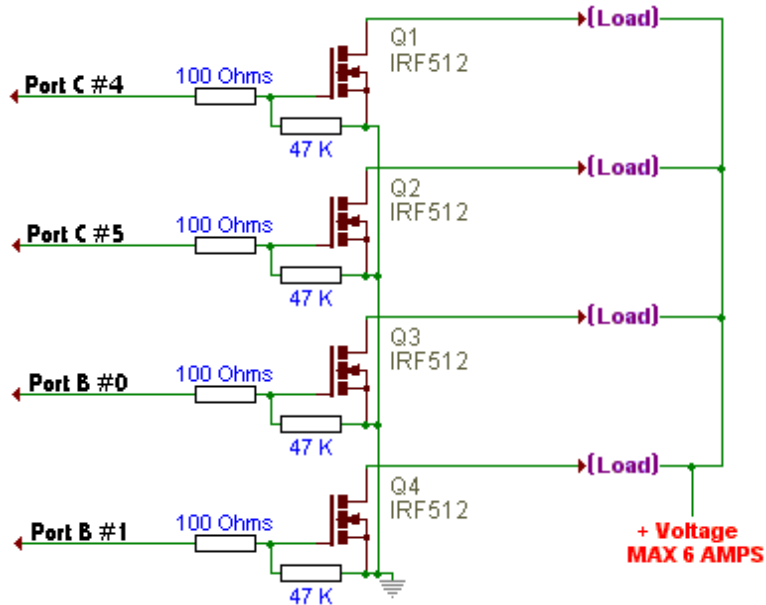 (Load)
Q1
IRF512
100 Ohms
Port C #4
47 K
(Load)
Q2
IRF512
100 Ohms
Port C #5
47 K
(Load)
Q3
IRF512
100 Ohms
Port B #0
47 K
(Load)
Q4
IRF512
100 Ohms
Port B #1
+ Voltage
MAX 6 AMPS
47 K